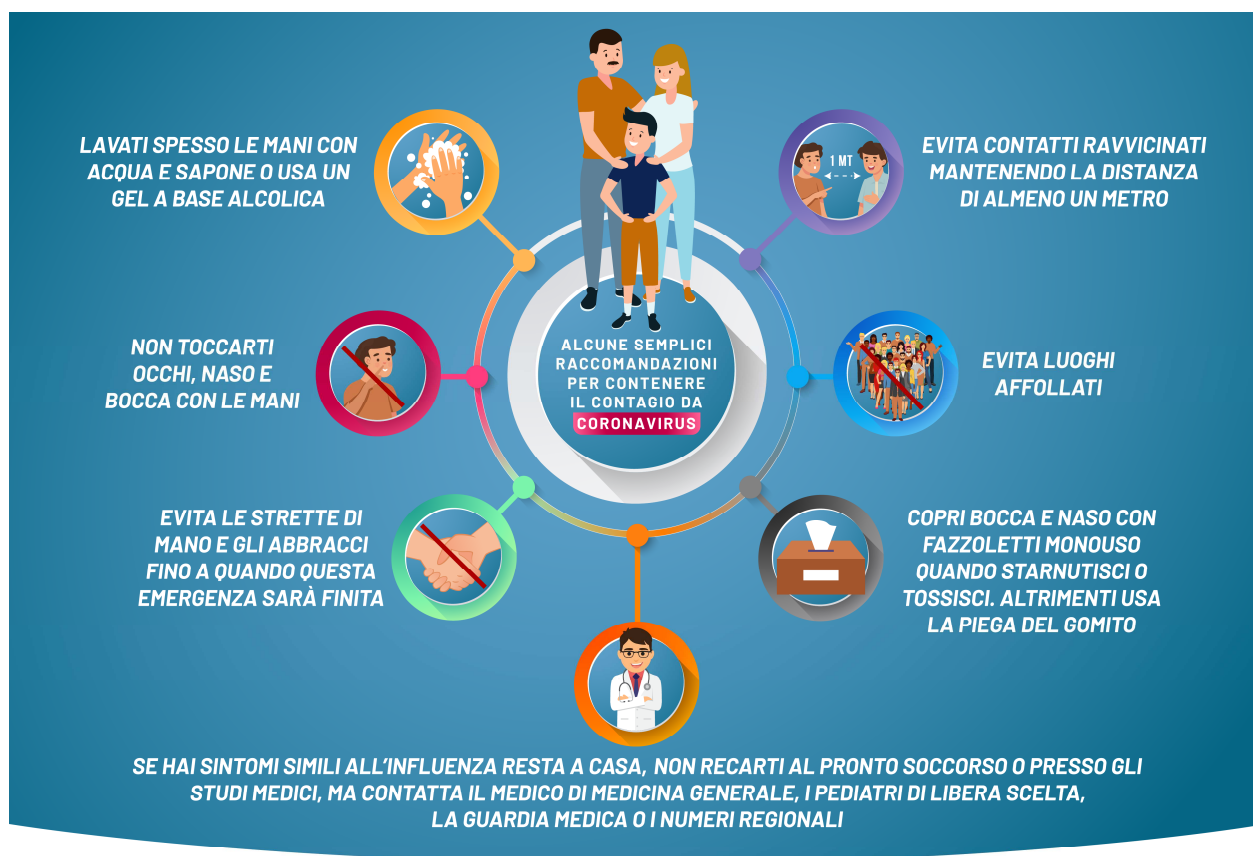 LAVATI SPESSO LE MANI CON
ACQUA E SAPONE O USA UN
GEL A BASE ALCOLICA
1 MT
EVITA CONTATTI RAVVICINATI
MANTENENDO LA DISTANZA
DI ALMENO UN METRO
NON TOCCARTI
OCCHI, NASO E
BOCCA CON LE MANI
ALCUNE SEMPLICI
RACCOMANDAZIONI
PER CONTENERE
IL CONTAGIO DA
CORONAVIRUS
EVITA LUOGHI
AFFOLLATI
EVITA LE STRETTE DI
MANO E GLI ABBRACCI
FINO A QUANDO QUESTA
EMERGENZA SARÀ FINITA
COPRI BOCCA E NASO CON
FAZZOLETTI MONOUSO
QUANDO STARNUTISCI O
TOSSISCI. ALTRIMENTI USA
LA PIEGA DEL GOMITO
SE HAI SINTOMI SIMILI ALL'INFLUENZA RESTA A CASA, NON RECARTI AL PRONTO SOCCORSO O PRESSO GLI
STUDI MEDICI, MA CONTATTA IL MEDICO DI MEDICINA GENERALE, I PEDIATRI DI LIBERA SCELTA,
LA GUARDIA MEDICA O I NUMERI REGIONALI